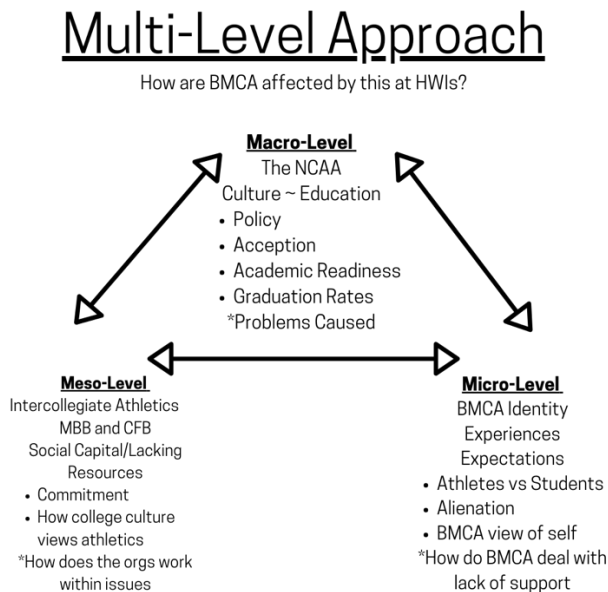 Multi-Level Approach
How are BMCA affected by this at HWIs?
Macro-Level
The NCAA
Culture ~ Education
• Policy
• Acception
• Academic Readiness
• Graduation Rates
*Problems Caused
Meso-Level
Intercollegiate Athletics
MBB and CFB
Social Capital/Lacking
Resources
• Commitment
• How college culture
views athletics
*How does the orgs work
within issues
Micro-Level
BMCA Identity
Experiences
Expectations
• Athletes vs Students
• Alienation
• BMCA view of self
*How do BMCA deal with
lack of support